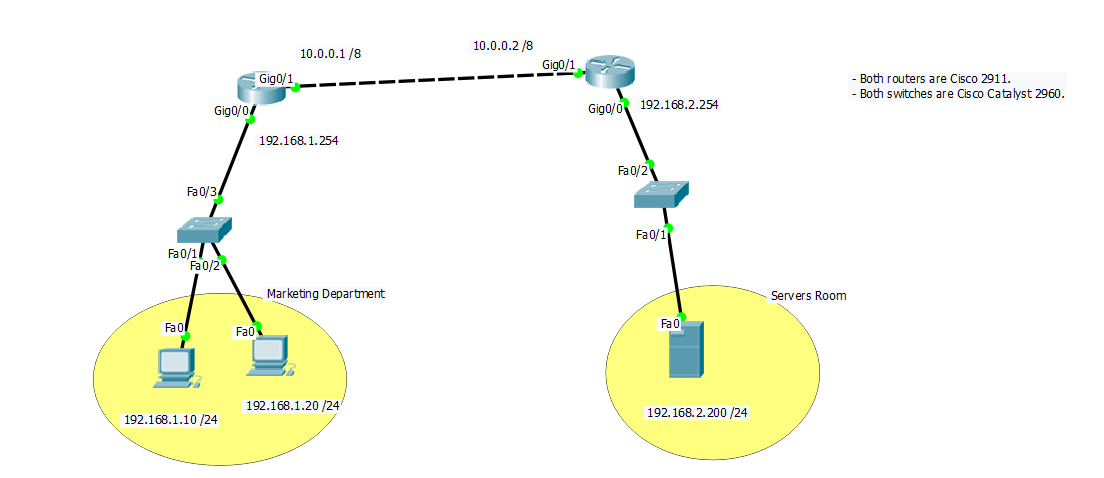 10.0.0.1 /8
10.0.0.2 /8
Gig0/1
Gig0/1
- Both routers are Cisco 2911.
- Both switches are Cisco Catalyst 2960.
Gig0/0
192.168.1.254
Gig0/0
192.168.2.254
Fa0/3
Fa0/2
Fa0/1
Fa0/2
Fa0/1
Marketing Department
Servers Room
Fa0
Fa0
Fa0
192.168.1.10 /24
192.168.1.20 /24
192.168.2.200 /24